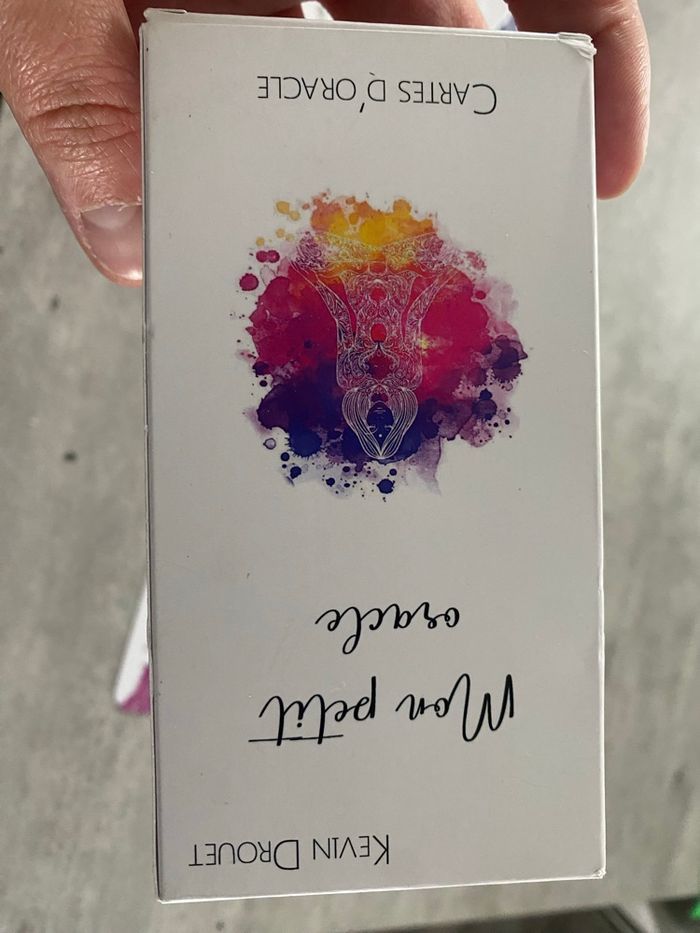 KEVIN DROUET
Mon petit
oracle
CARTES D'ORACLE